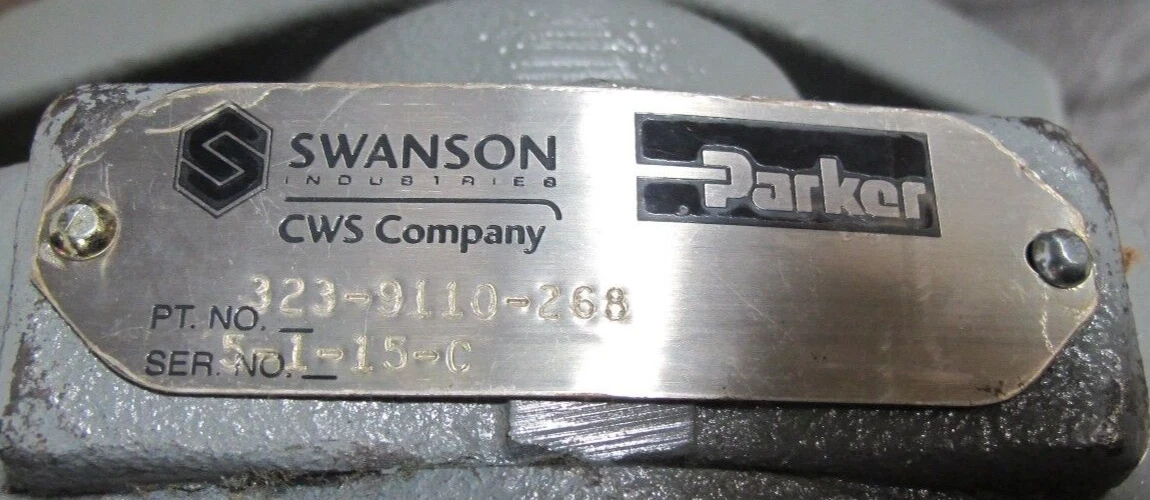 SWANSON
INDUSTRIES
CWS Company
Parker
PT. NO. 323-9110-268
SER. NO. 5-1-15-C